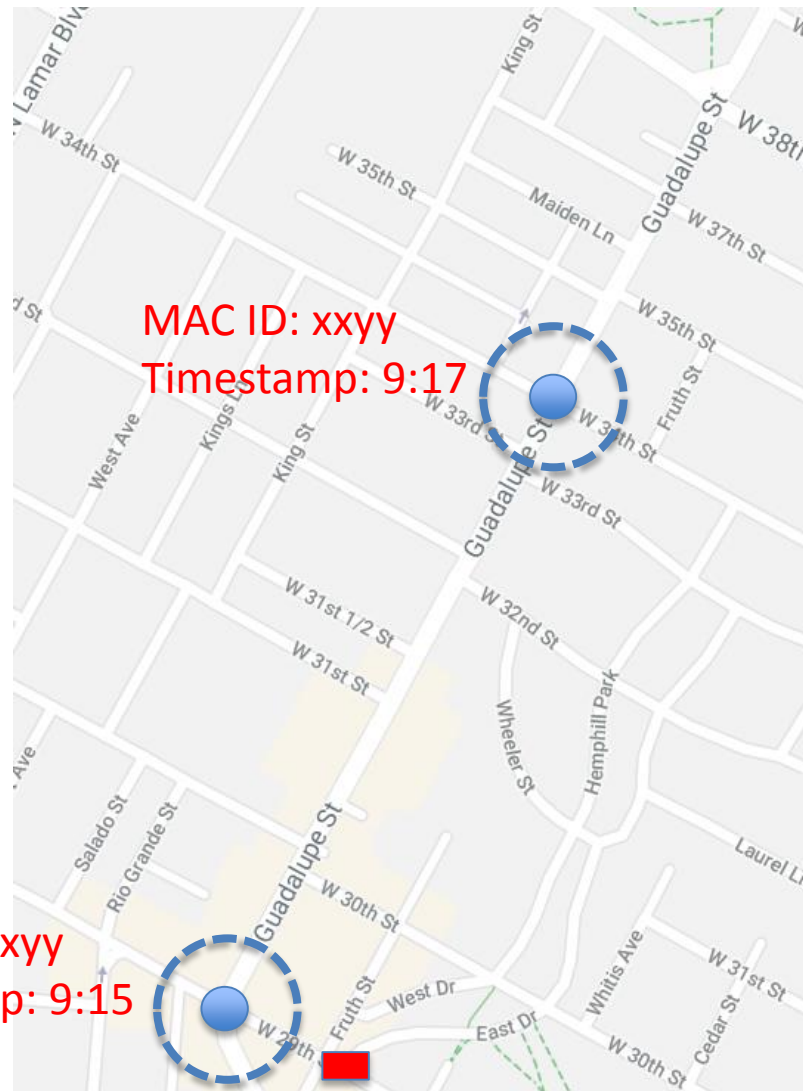 N Lamar Blvd
King St
Guadalupe St
W 38th
W 34th St
W 35th St
Maiden Ln
W 37th St
MAC ID: xxyy
Timestamp: 9:17
W 35th St
Fruth St
W 33rd St
W 34th St
West Ave
Kings Ln
King St
Guadalupe St
W 33rd St
W 31st 1/2 St
W 32nd St
W 31st St
Wheeler St
Hemphill Park
Ave
Salado St
Rio Grande St
Guadalupe St
Laurel L
W 30th St
xyy
p: 9:15
Fruth St
West Dr
Whitis Ave
W 31st St
W 29th
East Dr
Cedar St
W 30th St